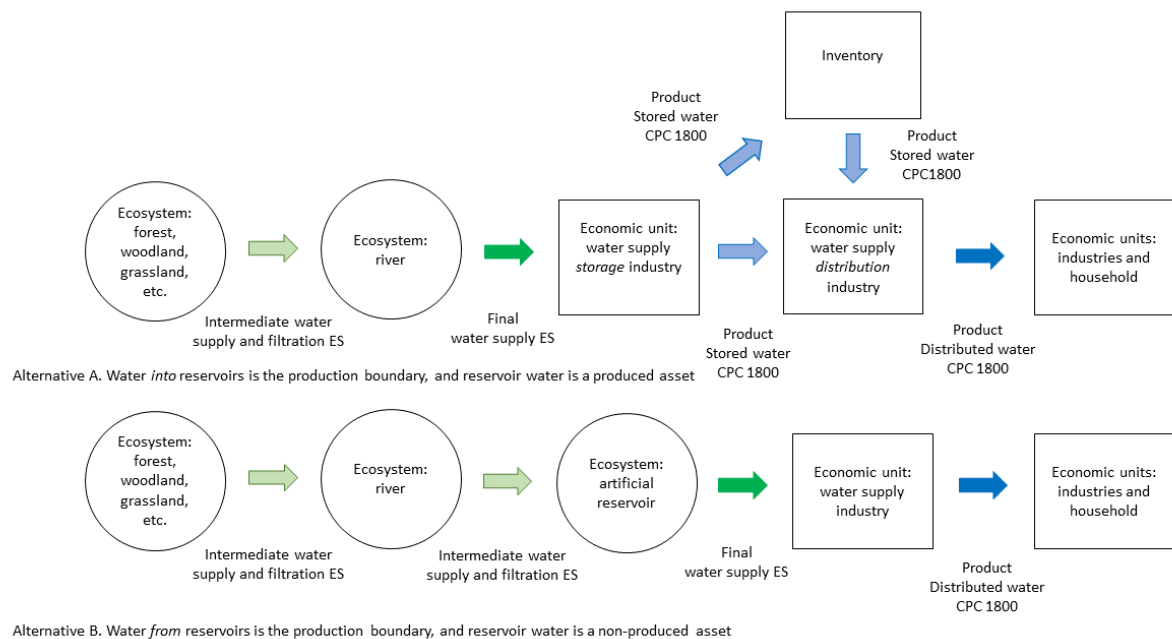 Inventory
Product
Stored water
CPC 1800
Product
Stored water
CPC1800
Ecosystem:
forest,
woodland,
grassland,
etc.
Ecosystem:
river
Economic unit:
water supply
storage industry
Economic unit:
water supply
distribution
industry
Economic units:
industries and
household
Intermediate water
supply and filtration ES
Final
water supply ES
Product
Stored water
CPC 1800
Product
Distributed water
CPC 1800
Alternative A. Water into reservoirs is the production boundary, and reservoir water is a produced asset
Ecosystem:
forest,
woodland,
grassland,
etc.
Ecosystem:
river
Ecosystem:
artificial
reservoir
Economic unit:
water supply
industry
Economic units:
industries and
household
Intermediate water
supply and filtration ES
Intermediate water
supply and filtration ES
Final
water supply ES
Product
Distributed water
CPC 1800
Alternative B. Water from reservoirs is the production boundary, and reservoir water is a non-produced asset